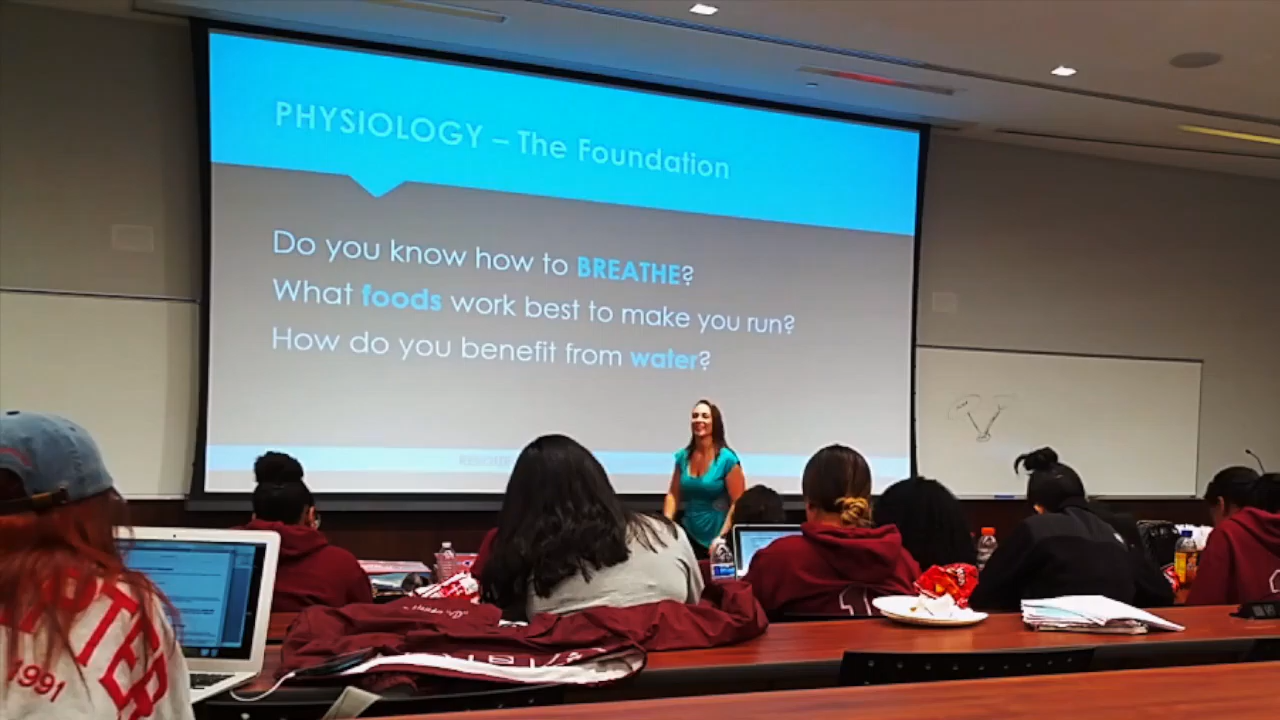 PHYSIOLOGY – The Foundation
Do you know how to BREATHE?
What foods work best to make you run?
How do you benefit from water?
1991